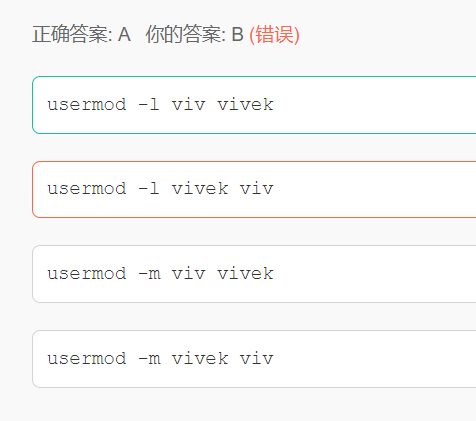 正确答案: A 你的答案: B (错误)
usermod -l viv vivek
usermod -l vivek viv
usermod -m viv vivek
usermod -m vivek viv